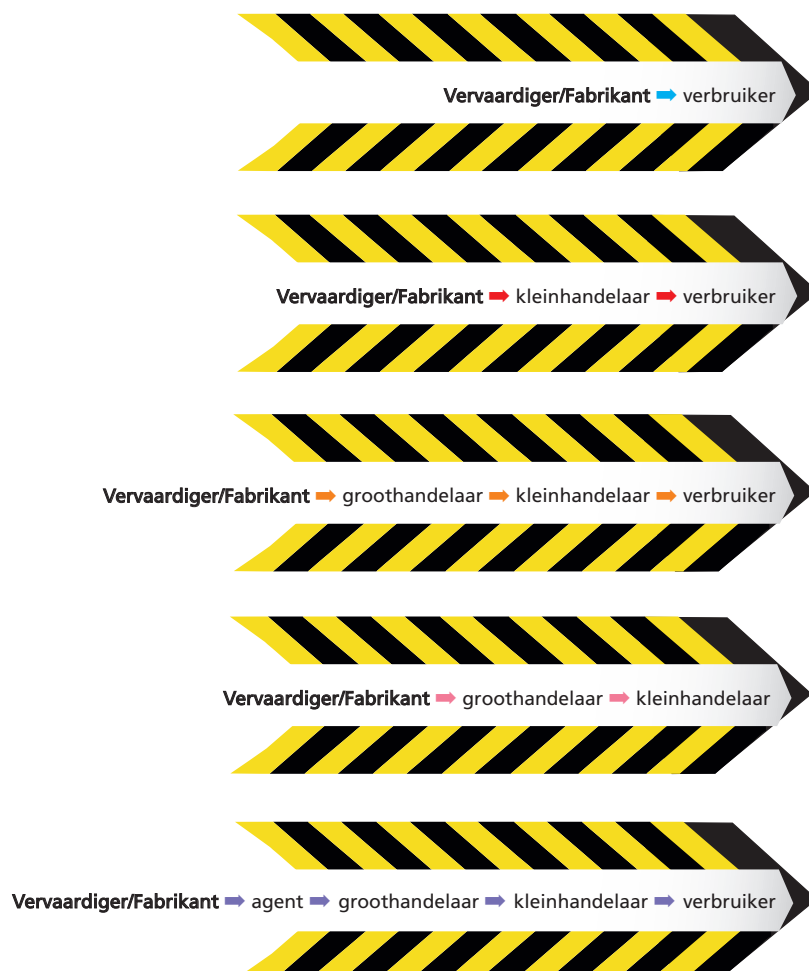 Vervaardiger/Fabrikant ➡ verbruiker
Vervaardiger/Fabrikant ➡ kleinhandelaar ➡ verbruiker
Vervaardiger/Fabrikant ➡ groothandelaar ➡ kleinhandelaar ➡ verbruiker
Vervaardiger/Fabrikant ➡ groothandelaar ➡ kleinhandelaar
Vervaardiger/Fabrikant ➡ agent ➡ groothandelaar ➡ kleinhandelaar ➡ verbruiker